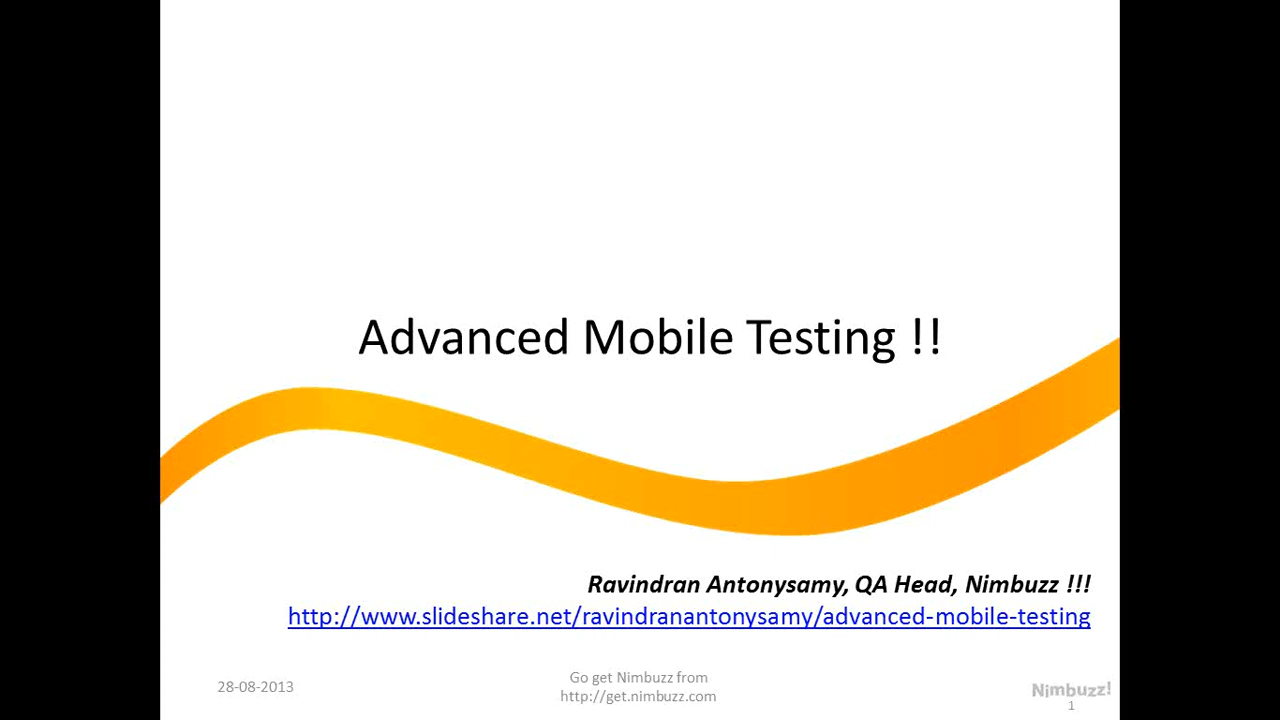 Advanced Mobile Testing !!
Ravindran Antonysamy, QA Head, Nimbuzz !!!
http://www.slideshare.net/ravindranantonysamy/advanced-mobile-testing
28-08-2013
Go get Nimbuzz from
http://get.nimbuzz.com
Nimbuzz!
1